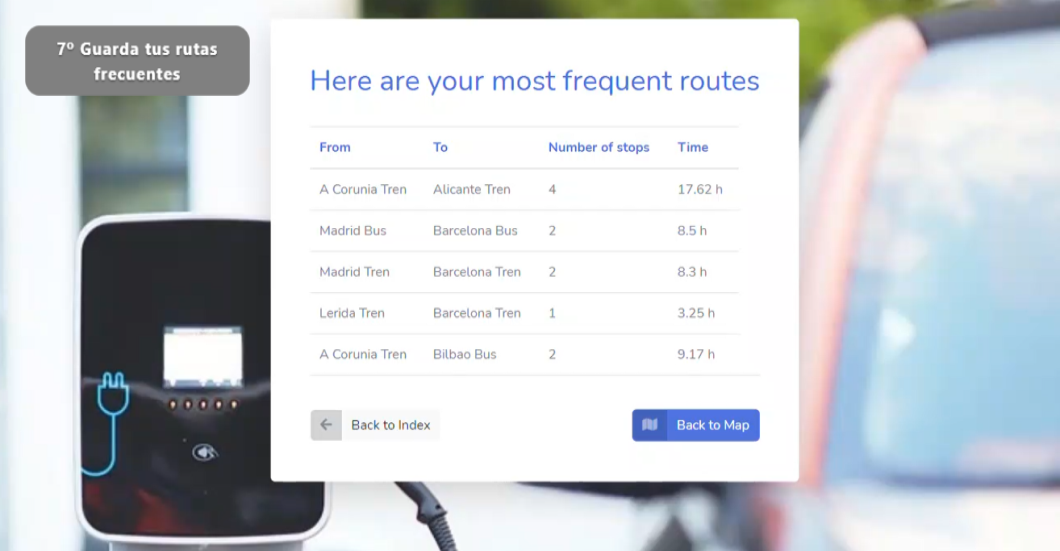 7º Guarda tus rutas
frecuentes
Here are your most frequent routes
From To Number of stops Time
A Corunia Tren Alicante Tren 4 17.62 h
Madrid Bus Barcelona Bus 2 8.5 h
Madrid Tren Barcelona Tren 2 8.3 h
Lerida Tren Barcelona Tren 1 3.25 h
A Corunia Tren Bilbao Bus 2 9.17 h
Back to Index Back to Map